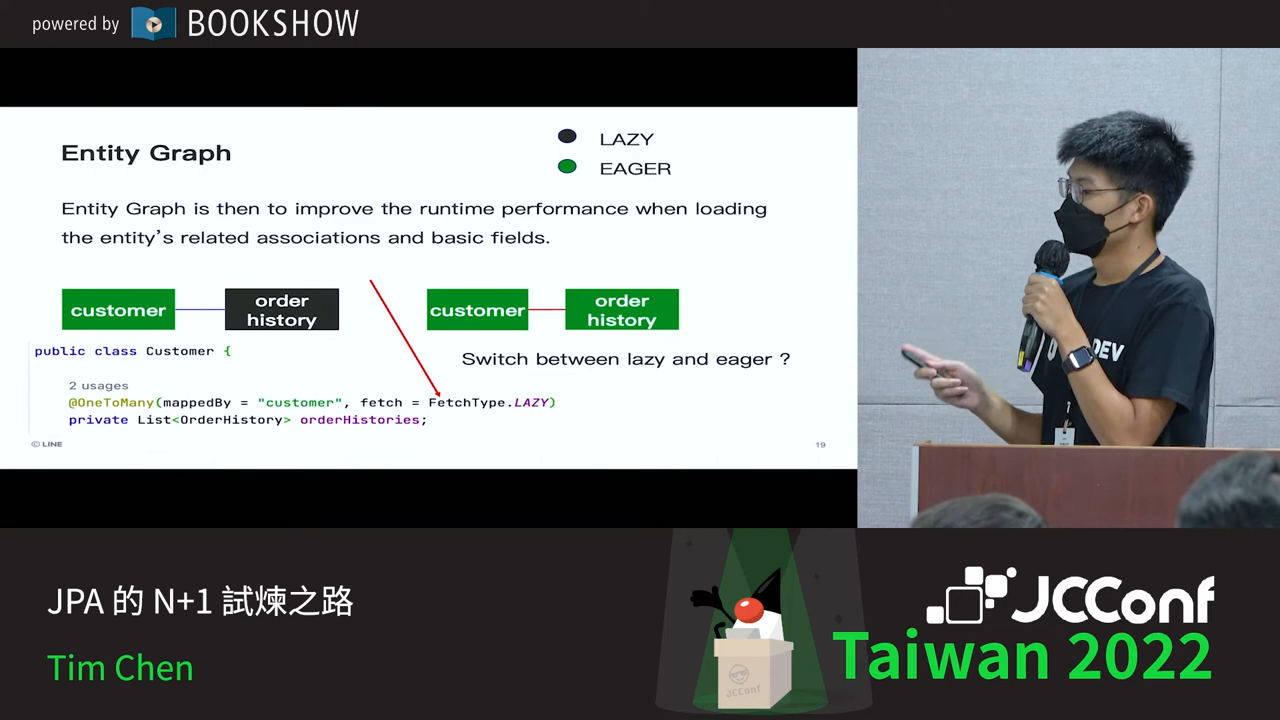 powered by BOOKSHOW
Entity Graph
LAZY
EAGER
Entity Graph is then to improve the runtime performance when loading
the entity's related associations and basic fields.
customer
order
history
customer
order
history
Switch between lazy and eager ?
public class Customer {
2 usages
@OneToMany(mappedBy = "customer", fetch = FetchType.LAZY)
private List<OrderHistory> orderHistories;
© LINE
19
DEV
JPA 的 N+1 試煉之路
Tim Chen
JCConf
JCConf
Taiwan 2022